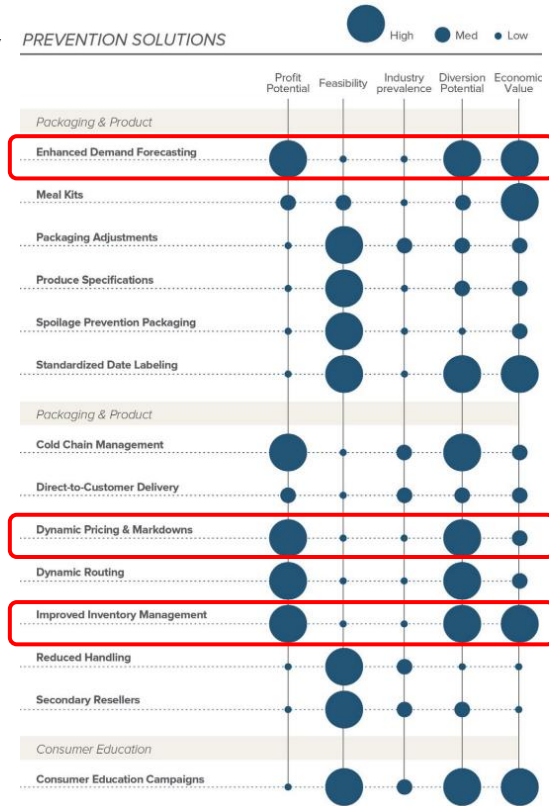 PREVENTION SOLUTIONS
High Med Low
Profit Potential Feasibility Industry prevalence Diversion Potential Economic Value
Packaging & Product
Enhanced Demand Forecasting
Meal Kits
Packaging Adjustments
Produce Specifications
Spoilage Prevention Packaging
Standardized Date Labeling
Packaging & Product
Cold Chain Management
Direct-to-Customer Delivery
Dynamic Pricing & Markdowns
Dynamic Routing
Improved Inventory Management
Reduced Handling
Secondary Resellers
Consumer Education
Consumer Education Campaigns